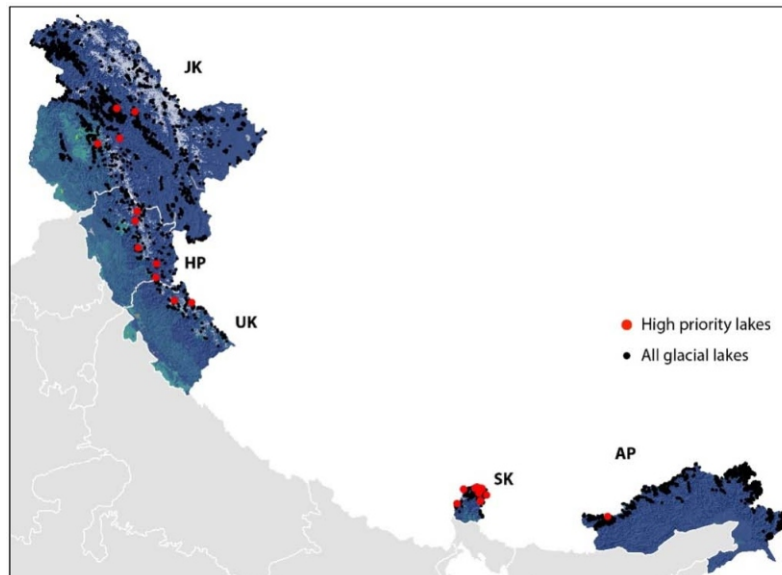 JK
HP
UK
High priority lakes
All glacial lakes
AP
SK